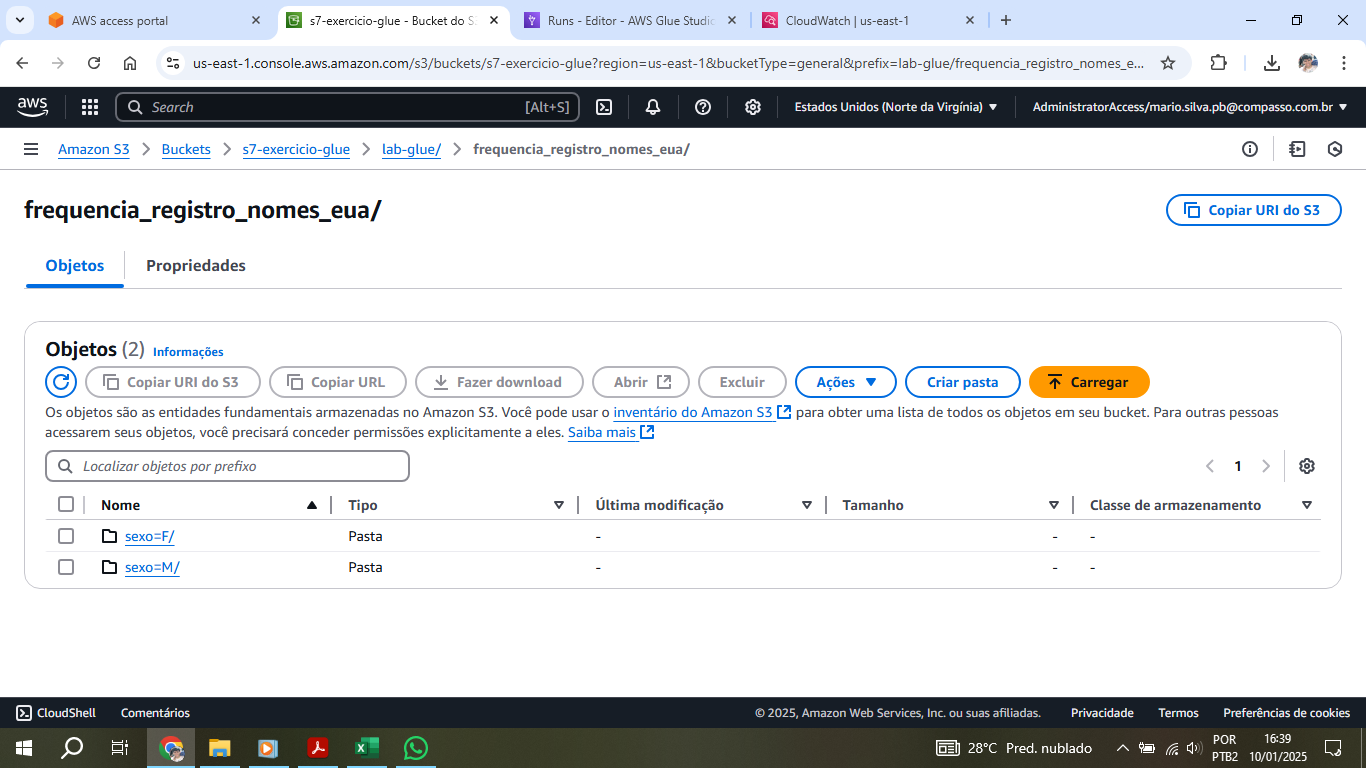 AWS access portal
s7-exercicio-glue - Bucket do S3
Runs - Editor - AWS Glue Studio
CloudWatch | us-east-1
us-east-1.console.aws.amazon.com/s3/buckets/s7-exercicio-glue?region=us-east-1&bucketType=general&prefix=lab-glue/frequencia_registro_nomes_e...
aws
Search [Alt+S]
Estados Unidos (Norte da Virgínia)
AdministratorAccess/mario.silva.pb@compasso.com.br
Amazon S3 > Buckets > s7-exercicio-glue > lab-glue/ > frequencia_registro_nomes_eua/
frequencia_registro_nomes_eua/
Copiar URI do S3
Objetos Propriedades
Objetos (2) Informações
Copiar URI do S3 Copiar URL Fazer download Abrir Excluir Ações Criar pasta Carregar
Os objetos são as entidades fundamentais armazenadas no Amazon S3. Você pode usar o inventário do Amazon S3 para obter uma lista de todos os objetos em seu bucket. Para outras pessoas
acessarem seus objetos, você precisará conceder permissões explicitamente a eles. Saiba mais
Localizar objetos por prefixo
1
Nome Tipo Última modificação Tamanho Classe de armazenamento
sexo=F/ Pasta - - -
sexo=M/ Pasta - - -
CloudShell Comentários
© 2025, Amazon Web Services, Inc. ou suas afiliadas. Privacidade Termos Preferências de cookies
28°C Pred. nublado
POR
PTB2
16:39
10/01/2025